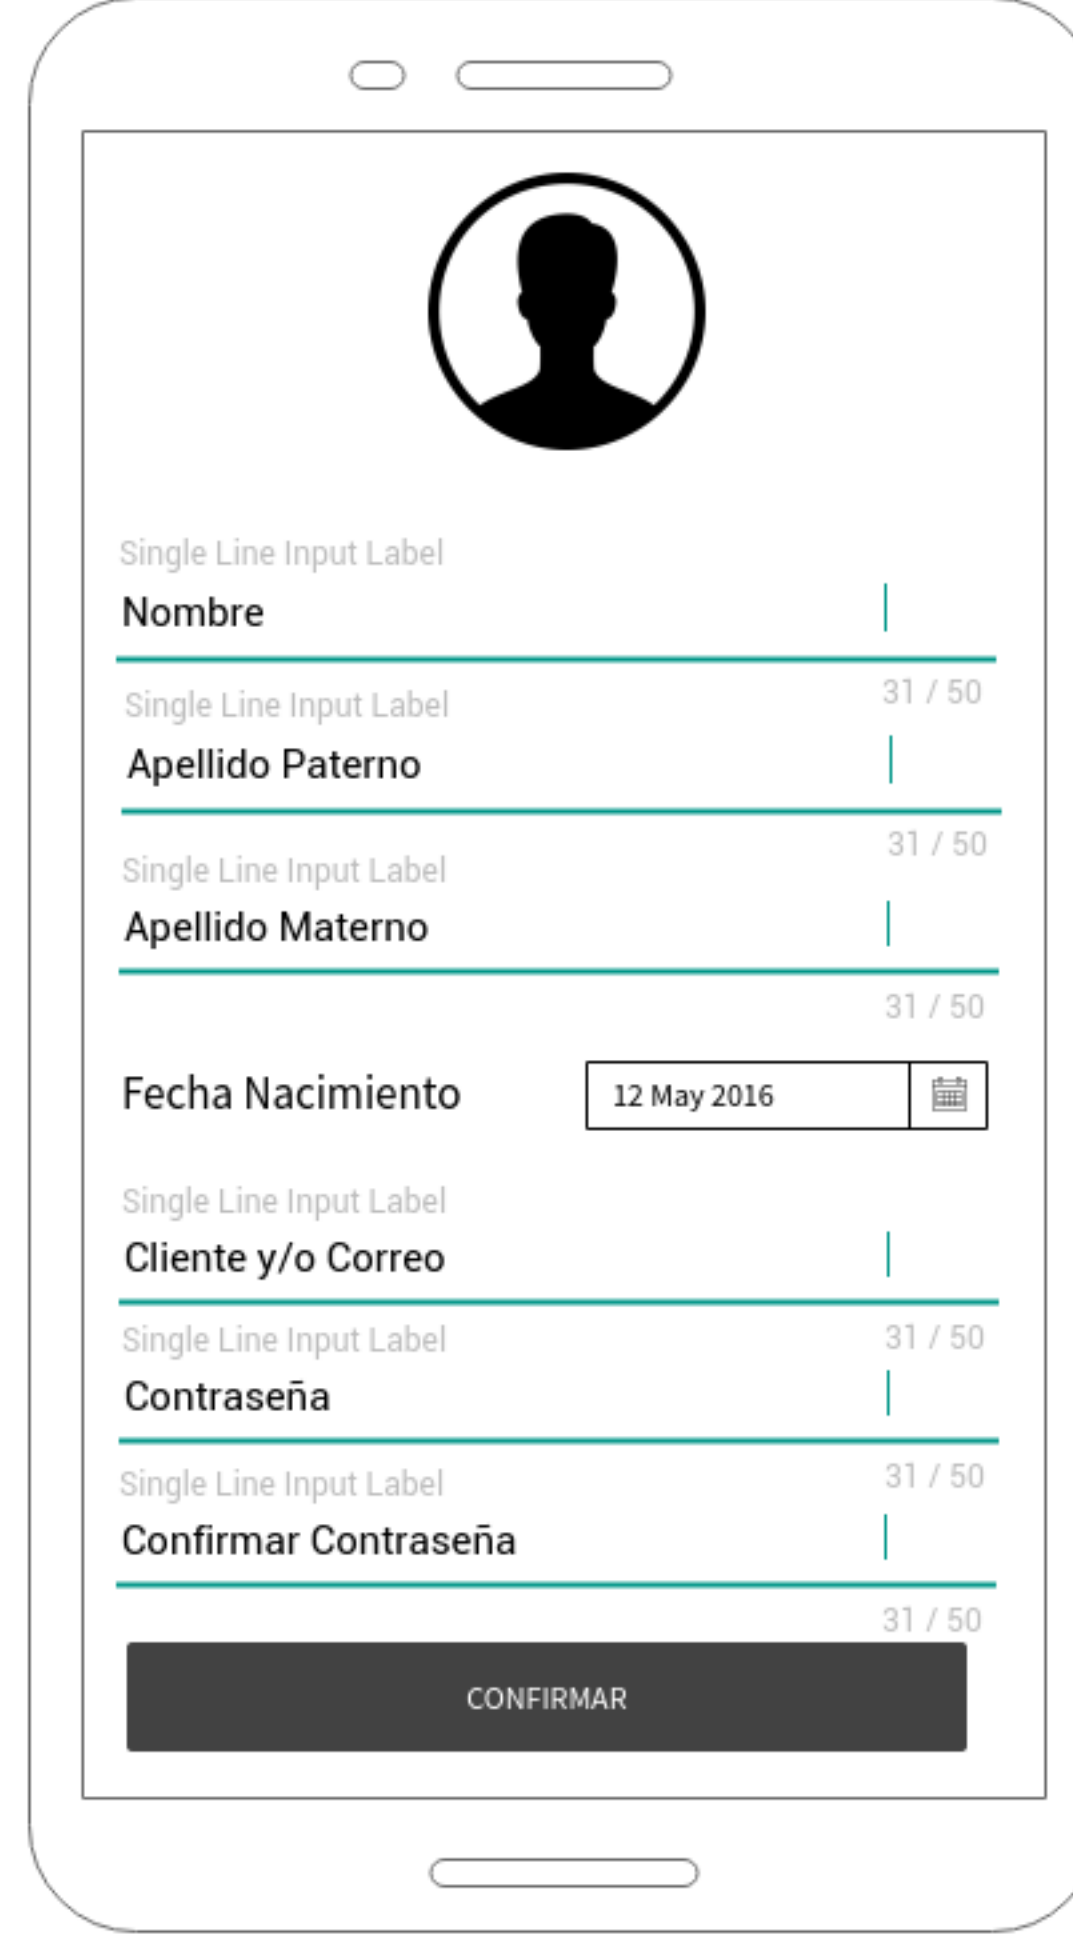 Single Line Input Label
Nombre
31 / 50
Single Line Input Label
Apellido Paterno
31 / 50
Single Line Input Label
Apellido Materno
31 / 50
Fecha Nacimiento
12 May 2016
Single Line Input Label
Cliente y/o Correo
31 / 50
Single Line Input Label
Contraseña
31 / 50
Single Line Input Label
Confirmar Contraseña
31 / 50
CONFIRMAR